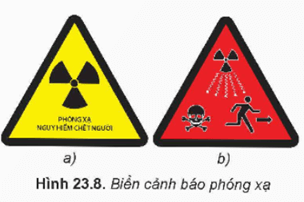 PHÓNG XẠ
NGUY HIỂM CHẾT NGƯỜI
a)
b)
Hình 23.8. Biển cảnh báo phóng xạ